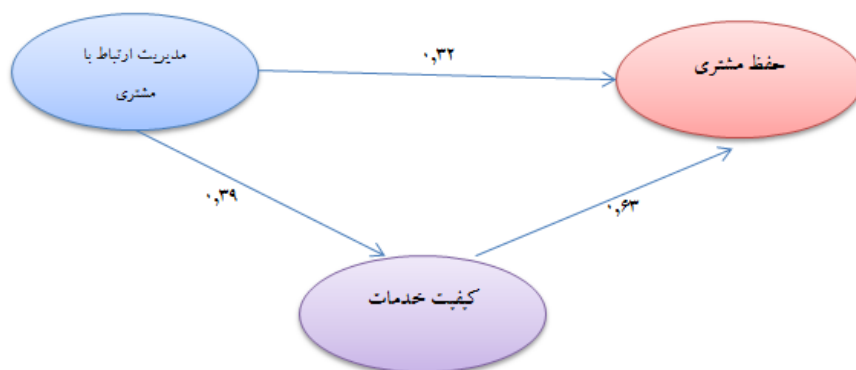 مدیریت ارتباط با
مشتری
۰,۳۲
حفظ مشتری
۰,۳۹
۰,۶۳
کیفیت خدمات